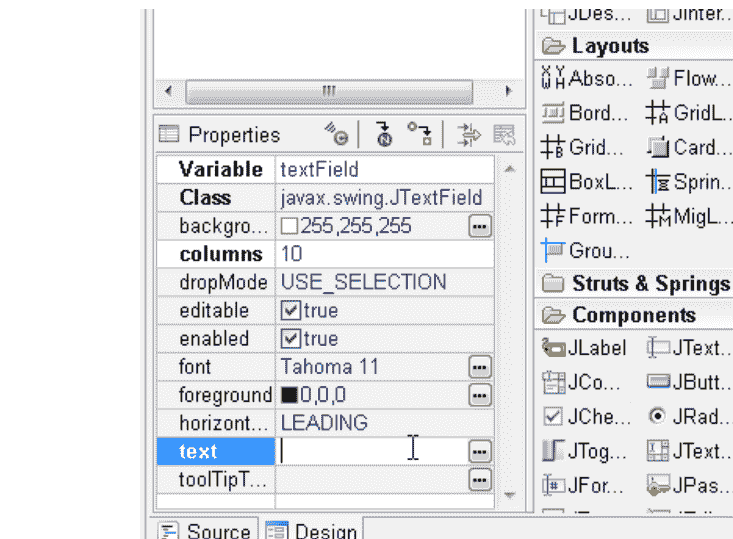 JDes... JInter...
Layouts
Abso... Flow...
Bord... GridL...
Grid... Card...
BoxL... Sprin...
Form... MigL...
Grou...
Struts & Springs
Components
JLabel JText...
JCo... JButt...
JChe... JRad...
JTog... JText...
JFor... JPas...
Properties
Variable textField
Class javax.swing.JTextField
backgro... 255,255,255 ...
columns 10
dropMode USE_SELECTION
editable true
enabled true
font Tahoma 11 ...
foreground 0,0,0 ...
horizont... LEADING
text ...
toolTipT... ...
Source Design